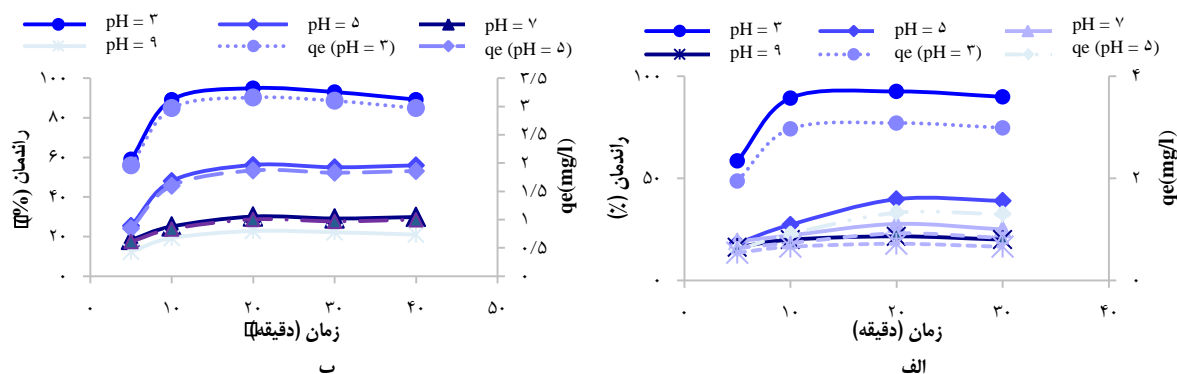 pH = ۳
pH = ۵
pH = ۷
pH = ۹
qe (pH = ۳)
qe (pH = ۵)
۱۰۰
۸۰
۶۰
۴۰
۲۰
۰
راندمان (%)
۳/۵
۳
۲/۵
۲
۱/۵
۱
۰/۵
۰
qe(mg/l)
۰
۱۰
۲۰
۳۰
۴۰
۵۰
زمان (دقیقه)
ب
pH = ۳
pH = ۵
pH = ۷
pH = ۹
qe (pH = ۳)
qe (pH = ۵)
۱۰۰
۵۰
۰
راندمان (٪)
۴
۲
۰
qe(mg/l)
۰
۱۰
۲۰
۳۰
۴۰
زمان (دقیقه)
الف